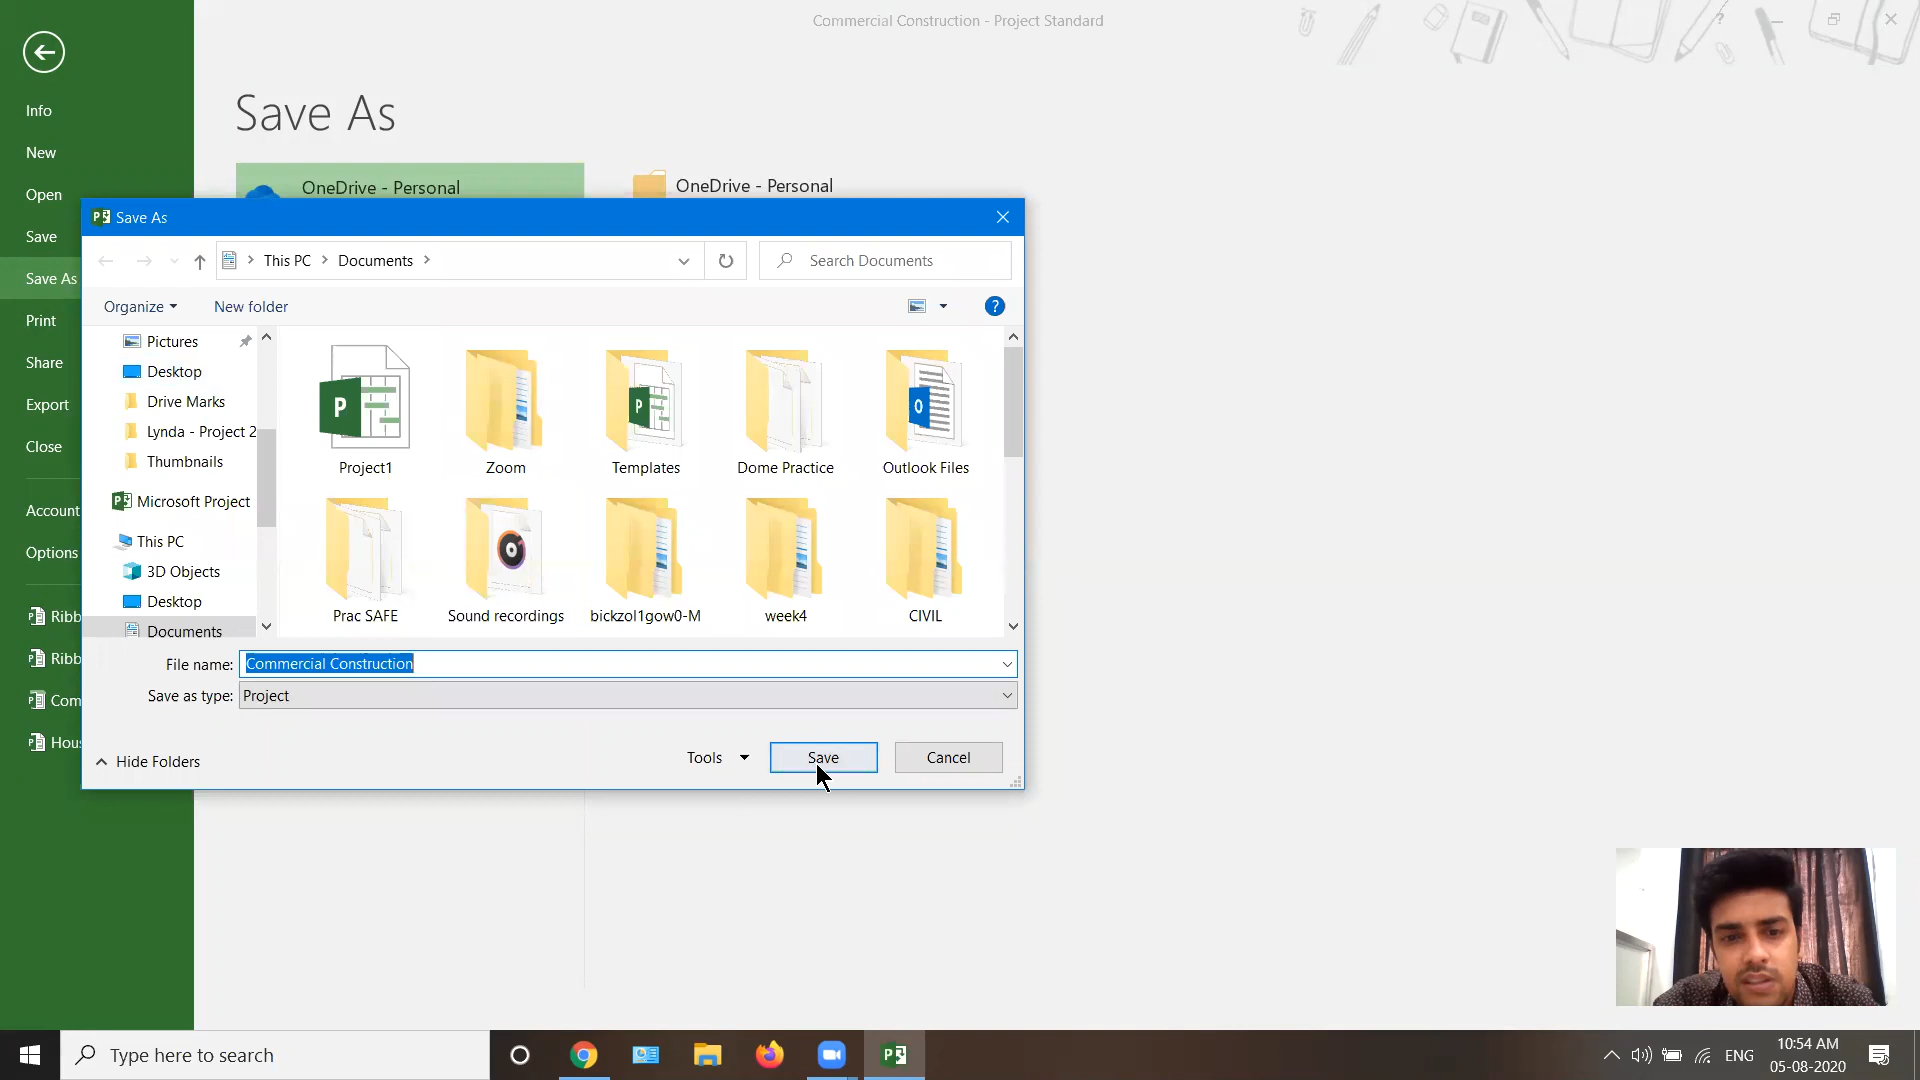 Commercial Construction - Project Standard
?
Info
New
Open
Save
Save As
Print
Share
Export
Close
Account
Options
Ribb
Ribb
Com
Hou
Save As
OneDrive - Personal
OneDrive - Personal
Save As
This PC > Documents >
Search Documents
Organize
New folder
?
Pictures
Desktop
Drive Marks
Lynda - Project 2
Thumbnails
Microsoft Project
This PC
3D Objects
Desktop
Documents
Project1
Zoom
Templates
Dome Practice
Outlook Files
Prac SAFE
Sound recordings
bickzol1gow0-M
week4
CIVIL
File name: Commercial Construction
Save as type: Project
Hide Folders
Tools
Save
Cancel
Type here to search
ENG
10:54 AM
05-08-2020